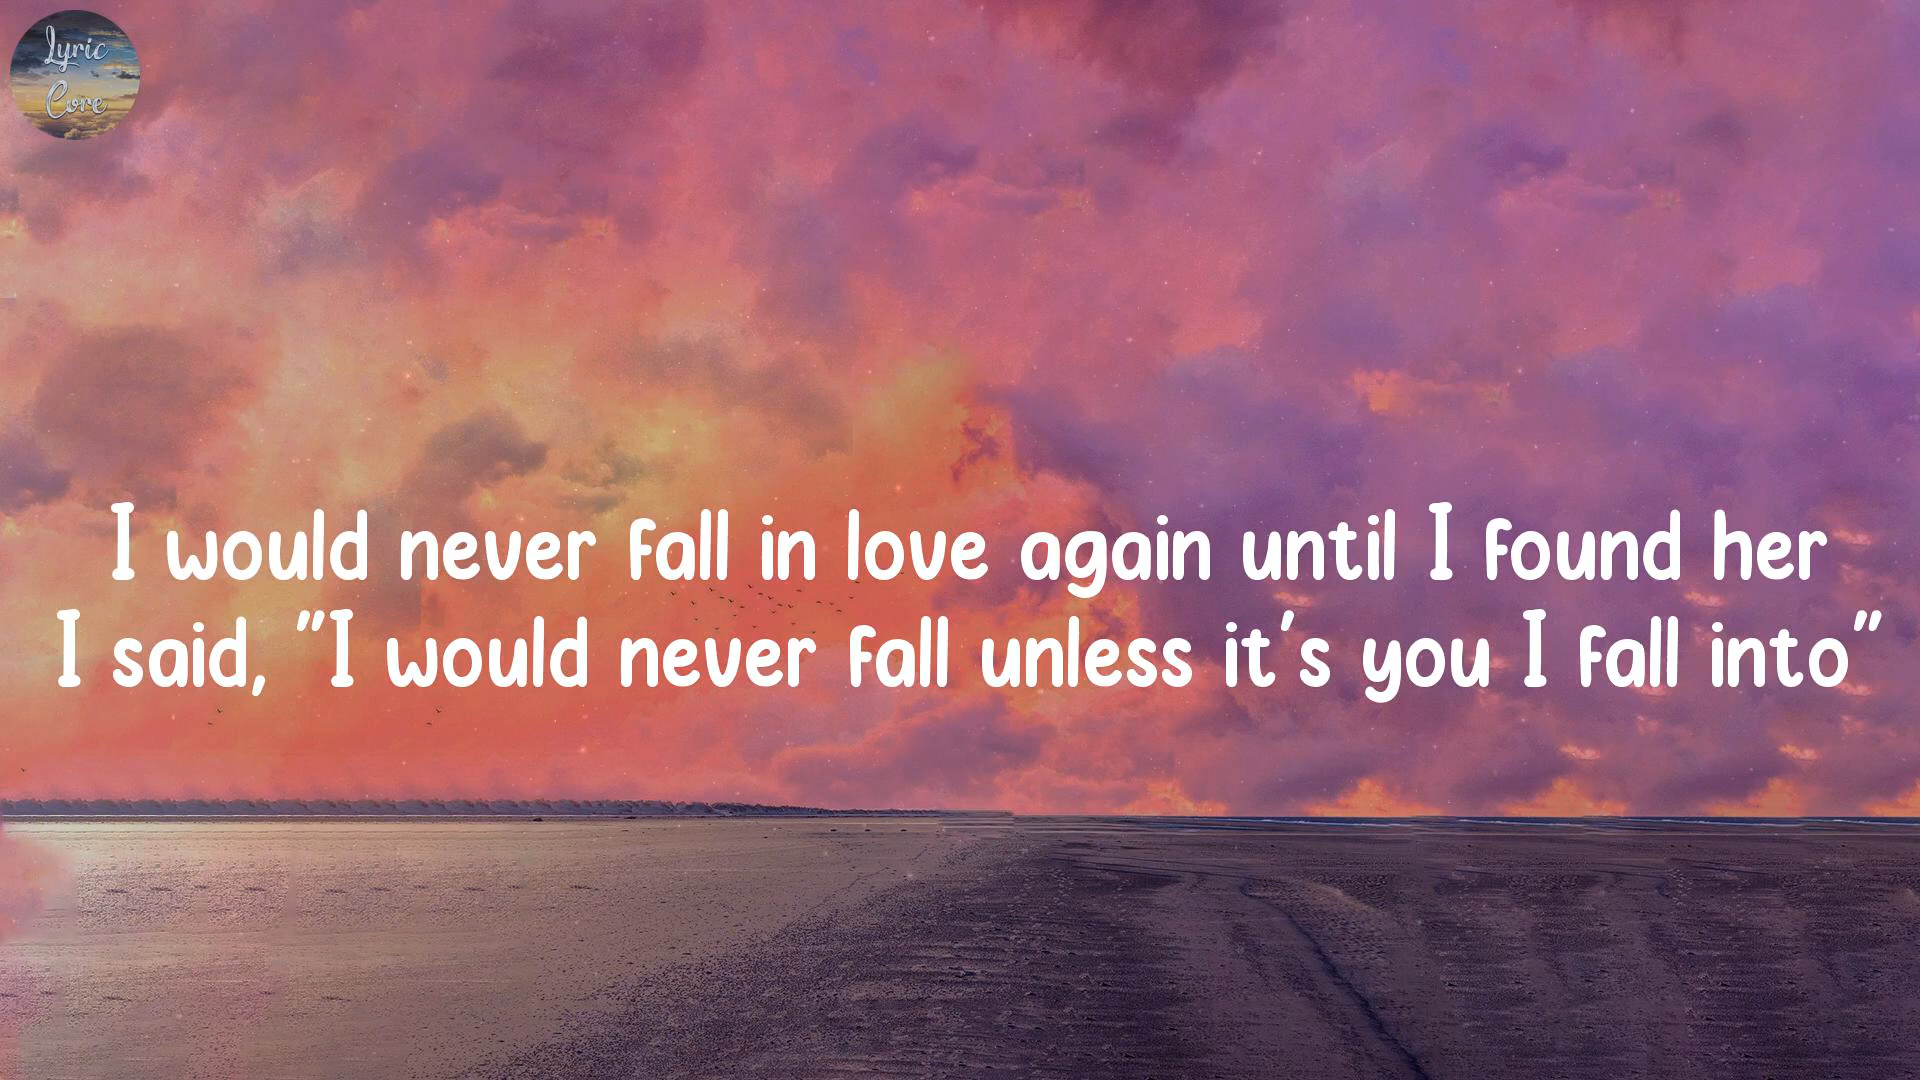 Lyric
Core
I would never fall in love again until I found her
I said, "I would never fall unless it's you I fall into"